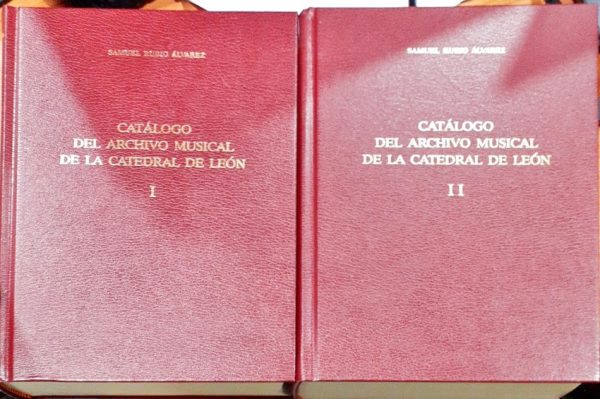 SAMUEL RUBIO ÁLVAREZ
CATÁLOGO
DEL ARCHIVO MUSICAL
DE LA CATEDRAL DE LEÓN
I
SAMUEL RUBIO ÁLVAREZ
CATÁLOGO
DEL ARCHIVO MUSICAL
DE LA CATEDRAL DE LEÓN
II